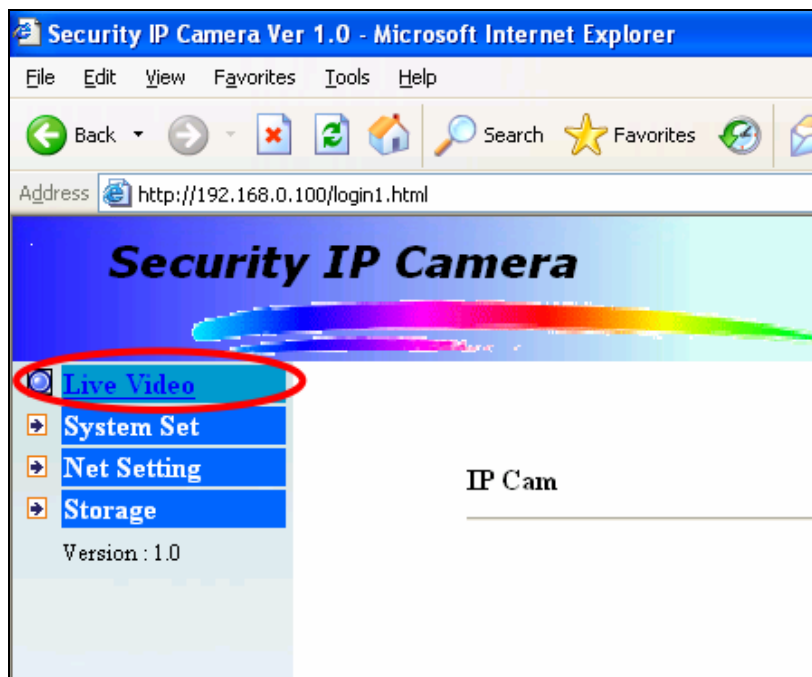 Security IP Camera Ver 1.0 - Microsoft Internet Explorer
File Edit View Favorites Tools Help
Back Search Favorites
Address http://192.168.0.100/login1.html
Security IP Camera
Live Video
System Set
Net Setting
Storage
Version : 1.0
IP Cam